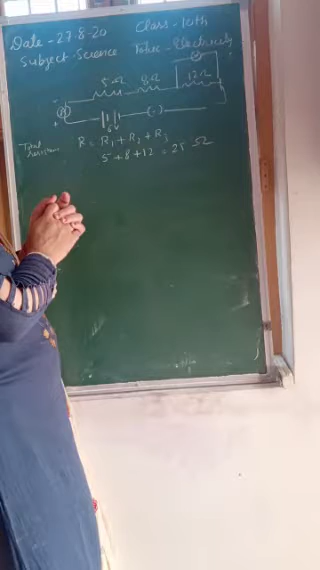 Date - 27.8-20 Class - 10th
Subject - Science Topic - Electricity
5Ω 8Ω 12Ω
Total resistance R = R1 + R2 + R3
5 + 8 + 12 = 25 Ω